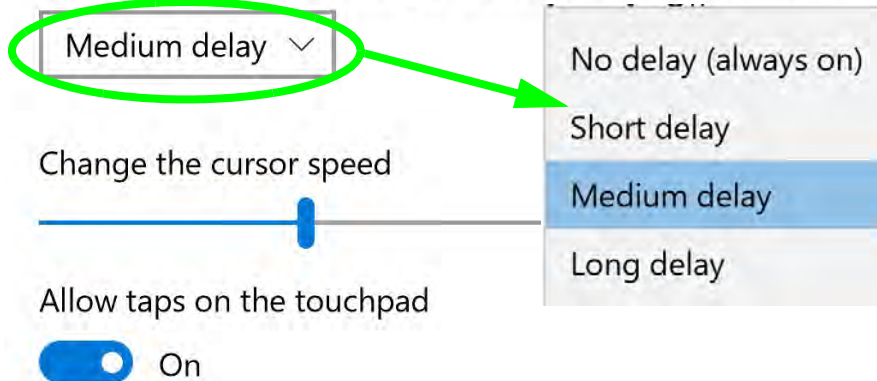 Medium delay
Change the cursor speed
Allow taps on the touchpad
On
No delay (always on)
Short delay
Medium delay
Long delay